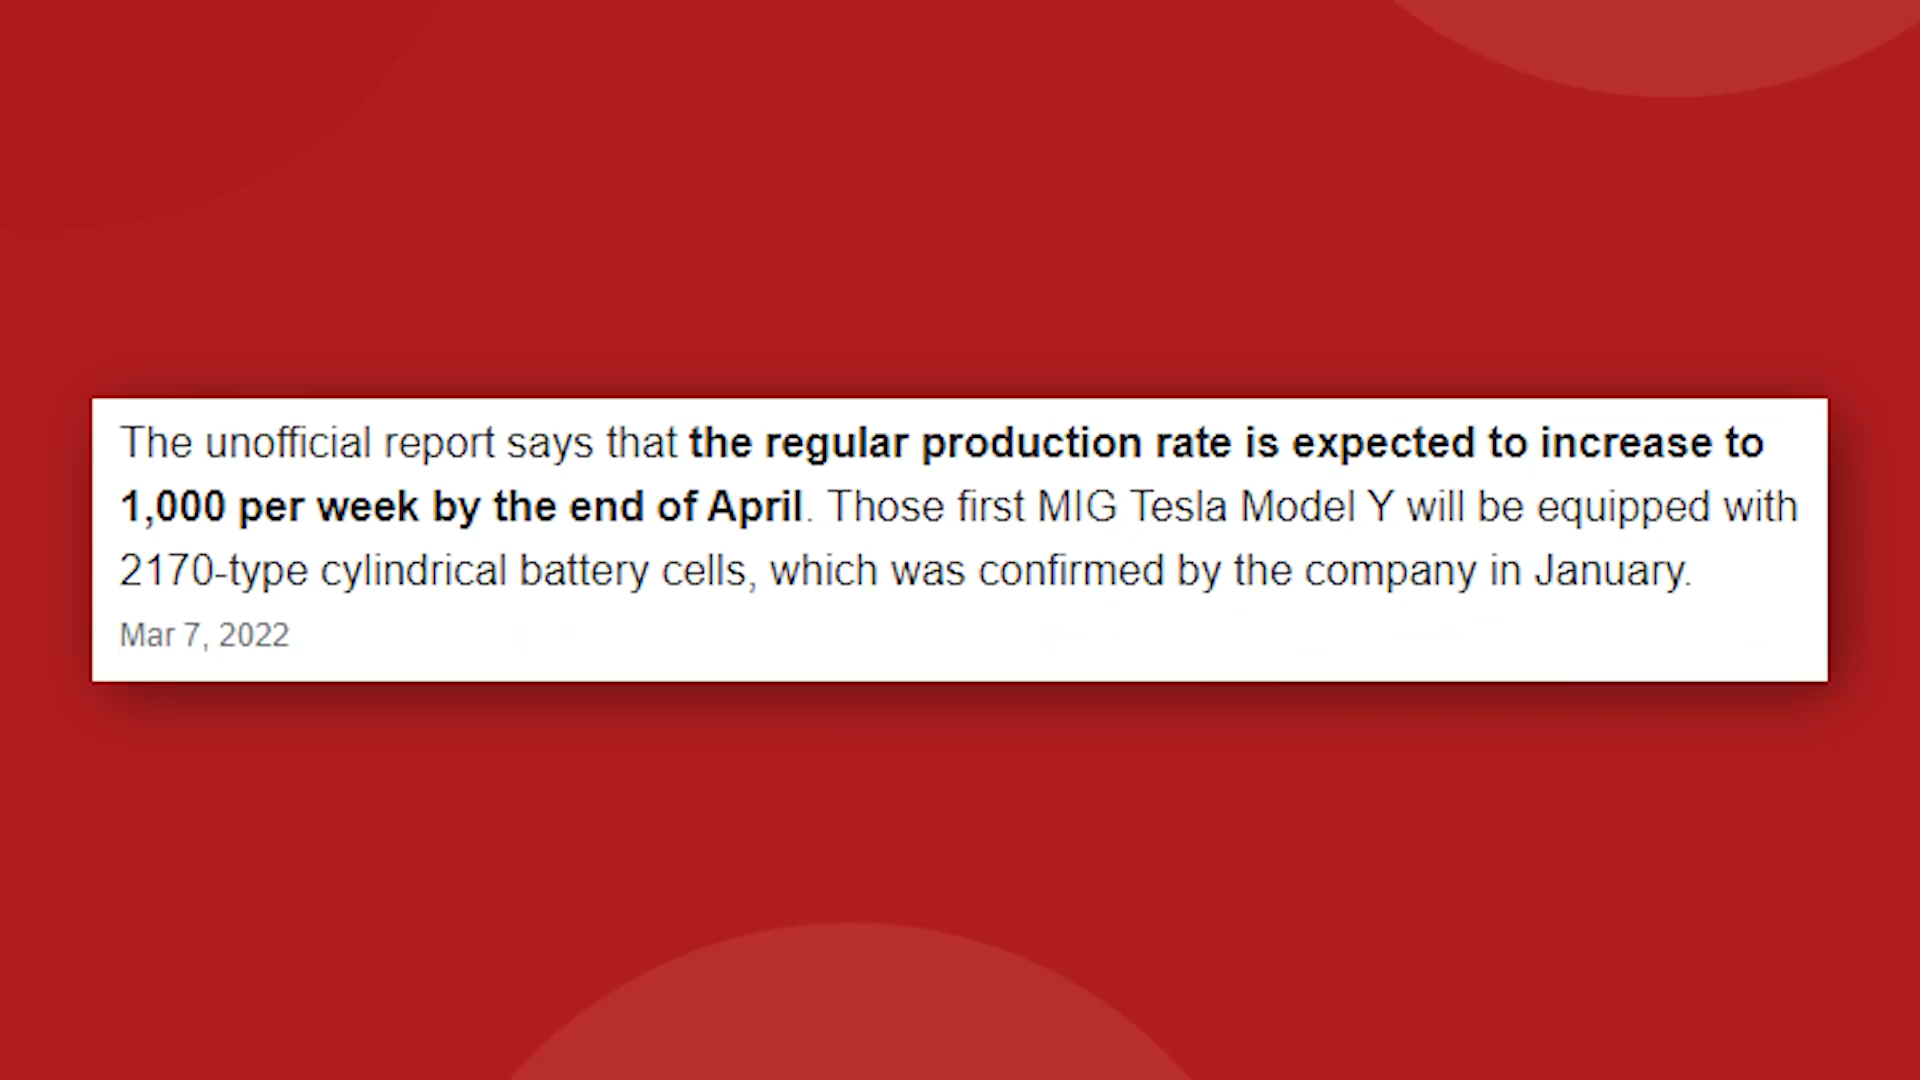 The unofficial report says that the regular production rate is expected to increase to
1,000 per week by the end of April. Those first MIG Tesla Model Y will be equipped with
2170-type cylindrical battery cells, which was confirmed by the company in January.
Mar 7, 2022